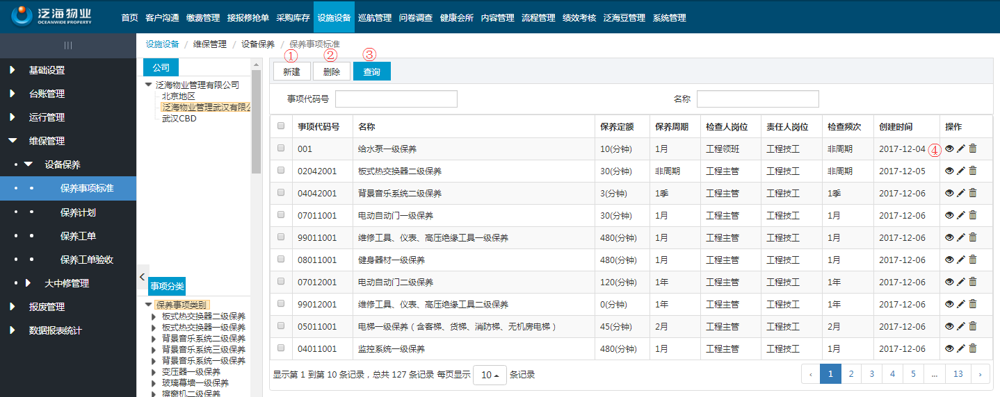 泛海物业
OCEANWIDE PROPERTY
首页 客户沟通 缴费管理 接报修抢单 采购库存 设施设备 巡航管理 问卷调查 健康会所 内容管理 流程管理 绩效考核 泛海豆管理 系统管理
设施设备 / 维保管理 / 设备保养 / 保养事项标准
基础设置
台账管理
运行管理
维保管理
设备保养
保养事项标准
保养计划
保养工单
保养工单验收
大中修管理
报废管理
数据报表统计
公司
泛海物业管理有限公司
北京地区
泛海物业管理武汉有限公
武汉CBD
事项分类
保养事项类别
板式热交换器二级保养
板式热交换器一级保养
背景音乐系统二级保养
背景音乐系统三级保养
背景音乐系统一级保养
变压器一级保养
玻璃幕墙一级保养
擦窗机二级保养
① ② ③
新建 删除 查询
事项代码号 名称
事项代码号 名称 保养定额 保养周期 检查人岗位 责任人岗位 检查频次 创建时间 操作
001 给水泵一级保养 10(分钟) 1月 工程领班 工程技工 非周期 2017-12-04 ④
02042001 板式热交换器二级保养 30(分钟) 非周期 工程主管 工程技工 非周期 2017-12-05
04042001 背景音乐系统二级保养 3(分钟) 1季 工程主管 工程技工 1季 2017-12-06
07011001 电动自动门一级保养 30(分钟) 1月 工程主管 工程技工 1月 2017-12-06
99011001 维修工具、仪表、高压绝缘工具一级保养 480(分钟) 1月 工程主管 工程技工 1月 2017-12-06
08011001 健身器材一级保养 480(分钟) 1月 工程主管 工程技工 1月 2017-12-06
07012001 电动自动门二级保养 120(分钟) 1年 工程主管 工程技工 1年 2017-12-06
99012001 维修工具、仪表、高压绝缘工具二级保养 0(分钟) 1年 工程主管 工程技工 1年 2017-12-06
05011001 电梯一级保养（含客梯、货梯、消防梯、无机房电梯） 45(分钟) 2月 工程主管 工程技工 2月 2017-12-06
04011001 监控系统一级保养 480(分钟) 1月 工程主管 工程技工 1月 2017-12-06
显示第 1 到第 10 条记录，总共 127 条记录 每页显示 10 条记录
‹ 1 2 3 4 5 ... 13 ›